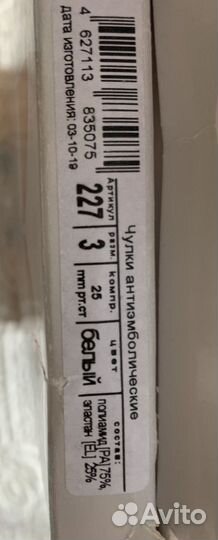 Чулки антиэмболические
Артикул разм. компр. цвет состав:
227 3 25 mm рт.ст белый полиамид [PA] 75%,
эластан [EL] 25%
4 627113 835075
дата изготовления: 03-10-19
Avito